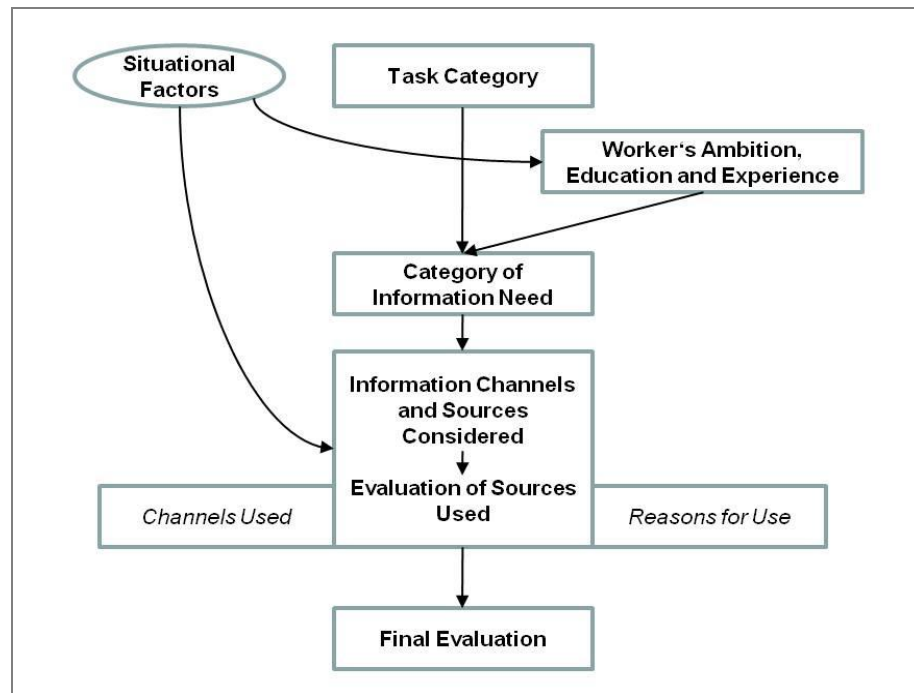 Situational
Factors
Task Category
Worker‘s Ambition,
Education and Experience
Category of
Information Need
Information Channels
and Sources
Considered
Evaluation of Sources
Used
Channels Used
Reasons for Use
Final Evaluation